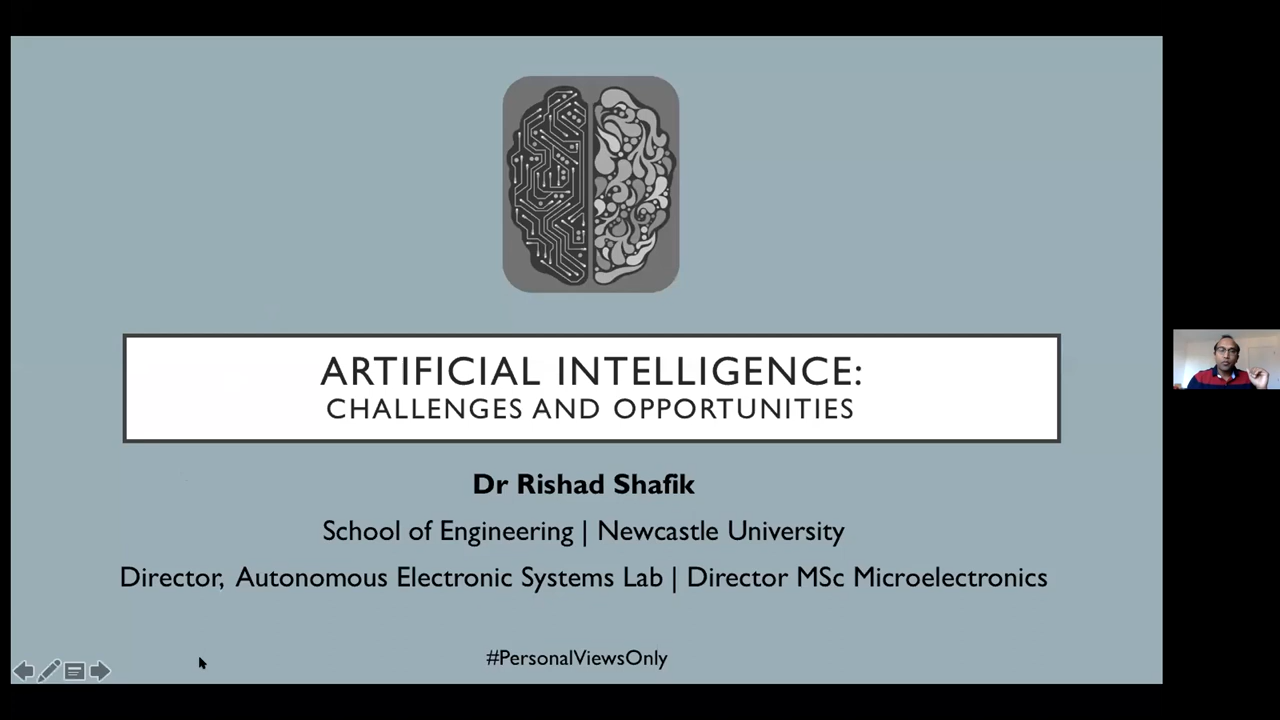 ARTIFICIAL INTELLIGENCE:
CHALLENGES AND OPPORTUNITIES
Dr Rishad Shafik
School of Engineering | Newcastle University
Director, Autonomous Electronic Systems Lab | Director MSc Microelectronics
#PersonalViewsOnly